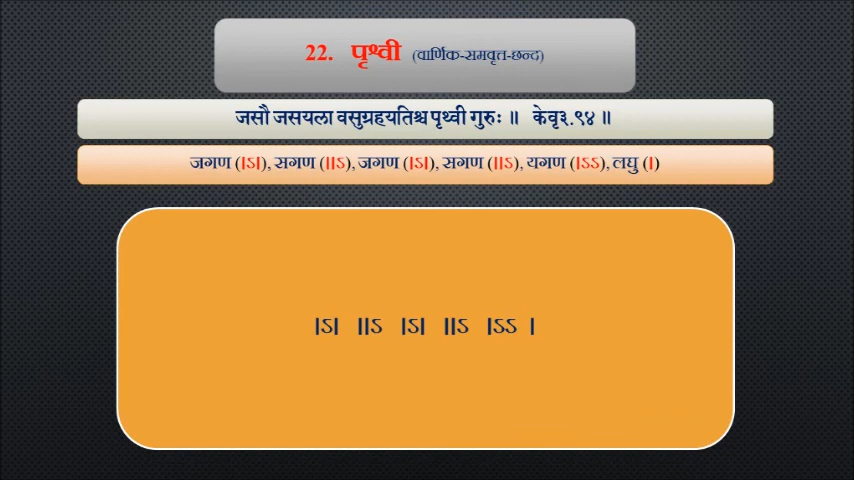 22. पृथ्वी (वार्णिक-समवृत्त-छन्द)
जसौ जसयला वसुग्रहयतिश्च पृथ्वी गुरुः ॥ केवृ३.९४ ॥
जगण (।ऽ।), सगण (।।ऽ), जगण (।ऽ।), सगण (।।ऽ), यगण (।ऽऽ), लघु (।)
।ऽ। ।।ऽ ।ऽ। ।।ऽ ।ऽऽ ।